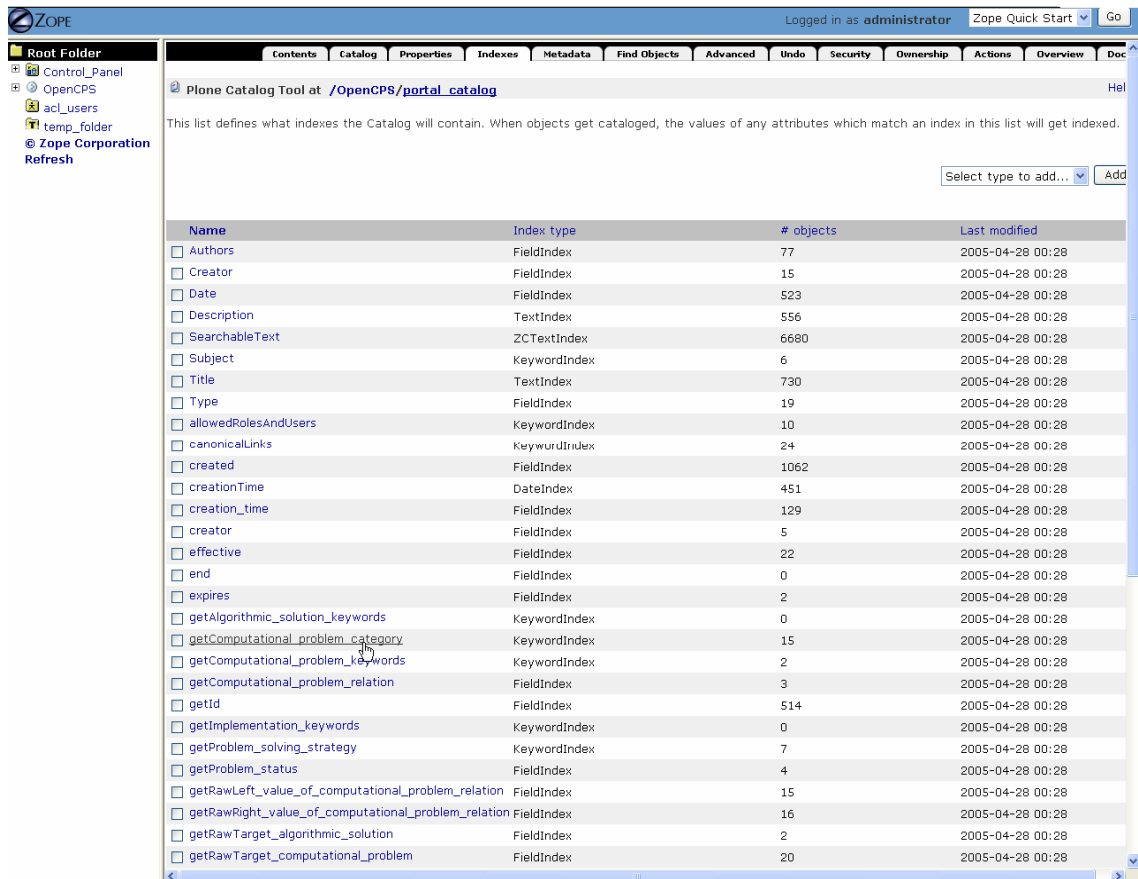 ZOPE
Logged in as administrator Zope Quick Start Go
Root Folder
Control_Panel
OpenCPS
acl_users
temp_folder
© Zope Corporation
Refresh
Contents Catalog Properties Indexes Metadata Find Objects Advanced Undo Security Ownership Actions Overview Doc
Plone Catalog Tool at /OpenCPS/portal_catalog Hel
This list defines what indexes the Catalog will contain. When objects get cataloged, the values of any attributes which match an index in this list will get indexed.
Select type to add... Add
Name Index type # objects Last modified
Authors FieldIndex 77 2005-04-28 00:28
Creator FieldIndex 15 2005-04-28 00:28
Date FieldIndex 523 2005-04-28 00:28
Description TextIndex 556 2005-04-28 00:28
SearchableText ZCTextIndex 6680 2005-04-28 00:28
Subject KeywordIndex 6 2005-04-28 00:28
Title TextIndex 730 2005-04-28 00:28
Type FieldIndex 19 2005-04-28 00:28
allowedRolesAndUsers KeywordIndex 10 2005-04-28 00:28
canonicalLinks KeywordIndex 24 2005-04-28 00:28
created FieldIndex 1062 2005-04-28 00:28
creationTime DateIndex 451 2005-04-28 00:28
creation_time FieldIndex 129 2005-04-28 00:28
creator FieldIndex 5 2005-04-28 00:28
effective FieldIndex 22 2005-04-28 00:28
end FieldIndex 0 2005-04-28 00:28
expires FieldIndex 2 2005-04-28 00:28
getAlgorithmic_solution_keywords KeywordIndex 0 2005-04-28 00:28
getComputational_problem_category KeywordIndex 15 2005-04-28 00:28
getComputational_problem_keywords KeywordIndex 2 2005-04-28 00:28
getComputational_problem_relation FieldIndex 3 2005-04-28 00:28
getId FieldIndex 514 2005-04-28 00:28
getImplementation_keywords KeywordIndex 0 2005-04-28 00:28
getProblem_solving_strategy KeywordIndex 7 2005-04-28 00:28
getProblem_status FieldIndex 4 2005-04-28 00:28
getRawLeft_value_of_computational_problem_relation FieldIndex 15 2005-04-28 00:28
getRawRight_value_of_computational_problem_relation FieldIndex 16 2005-04-28 00:28
getRawTarget_algorithmic_solution FieldIndex 2 2005-04-28 00:28
getRawTarget_computational_problem FieldIndex 20 2005-04-28 00:28